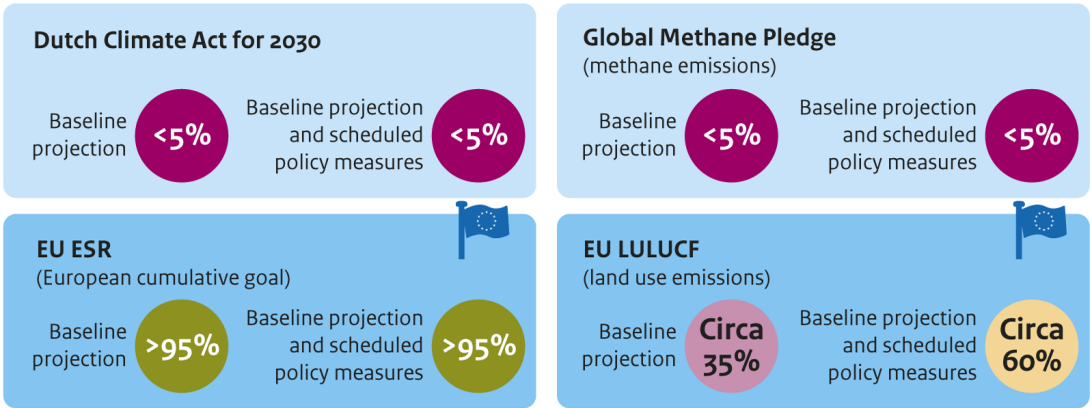 Dutch Climate Act for 2030
Baseline
projection
<5%
Baseline projection
and scheduled
policy measures
<5%
Global Methane Pledge
(methane emissions)
Baseline
projection
<5%
Baseline projection
and scheduled
policy measures
<5%
EU ESR
(European cumulative goal)
Baseline
projection
>95%
Baseline projection
and scheduled
policy measures
>95%
EU LULUCF
(land use emissions)
Baseline
projection
Circa
35%
Baseline projection
and scheduled
policy measures
Circa
60%